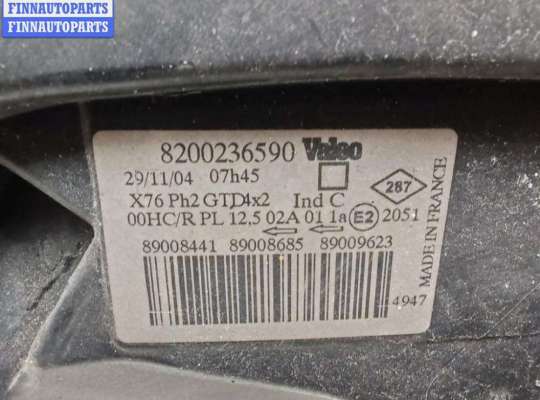 FINNAUTOPARTS
FINNAUTOPARTS
8200236590 Valeo
29/11/04 07h45
287
X76 Ph2 GTD4x2 Ind C
00HC/R PL 12,5 02A 01 1a E2 2051
89008441 89008685 89009623
4947
MADE IN FRANCE